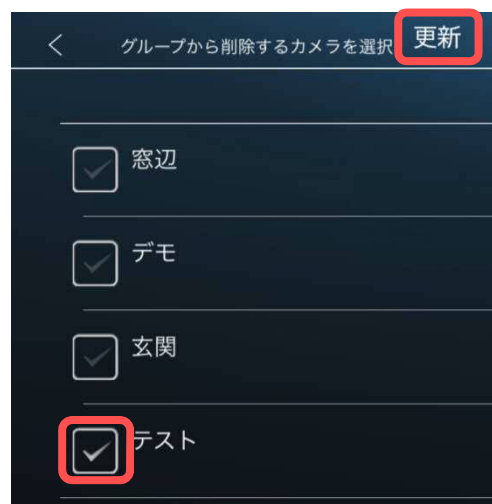 グループから削除するカメラを選択 更新
窓辺
デモ
玄関
テスト